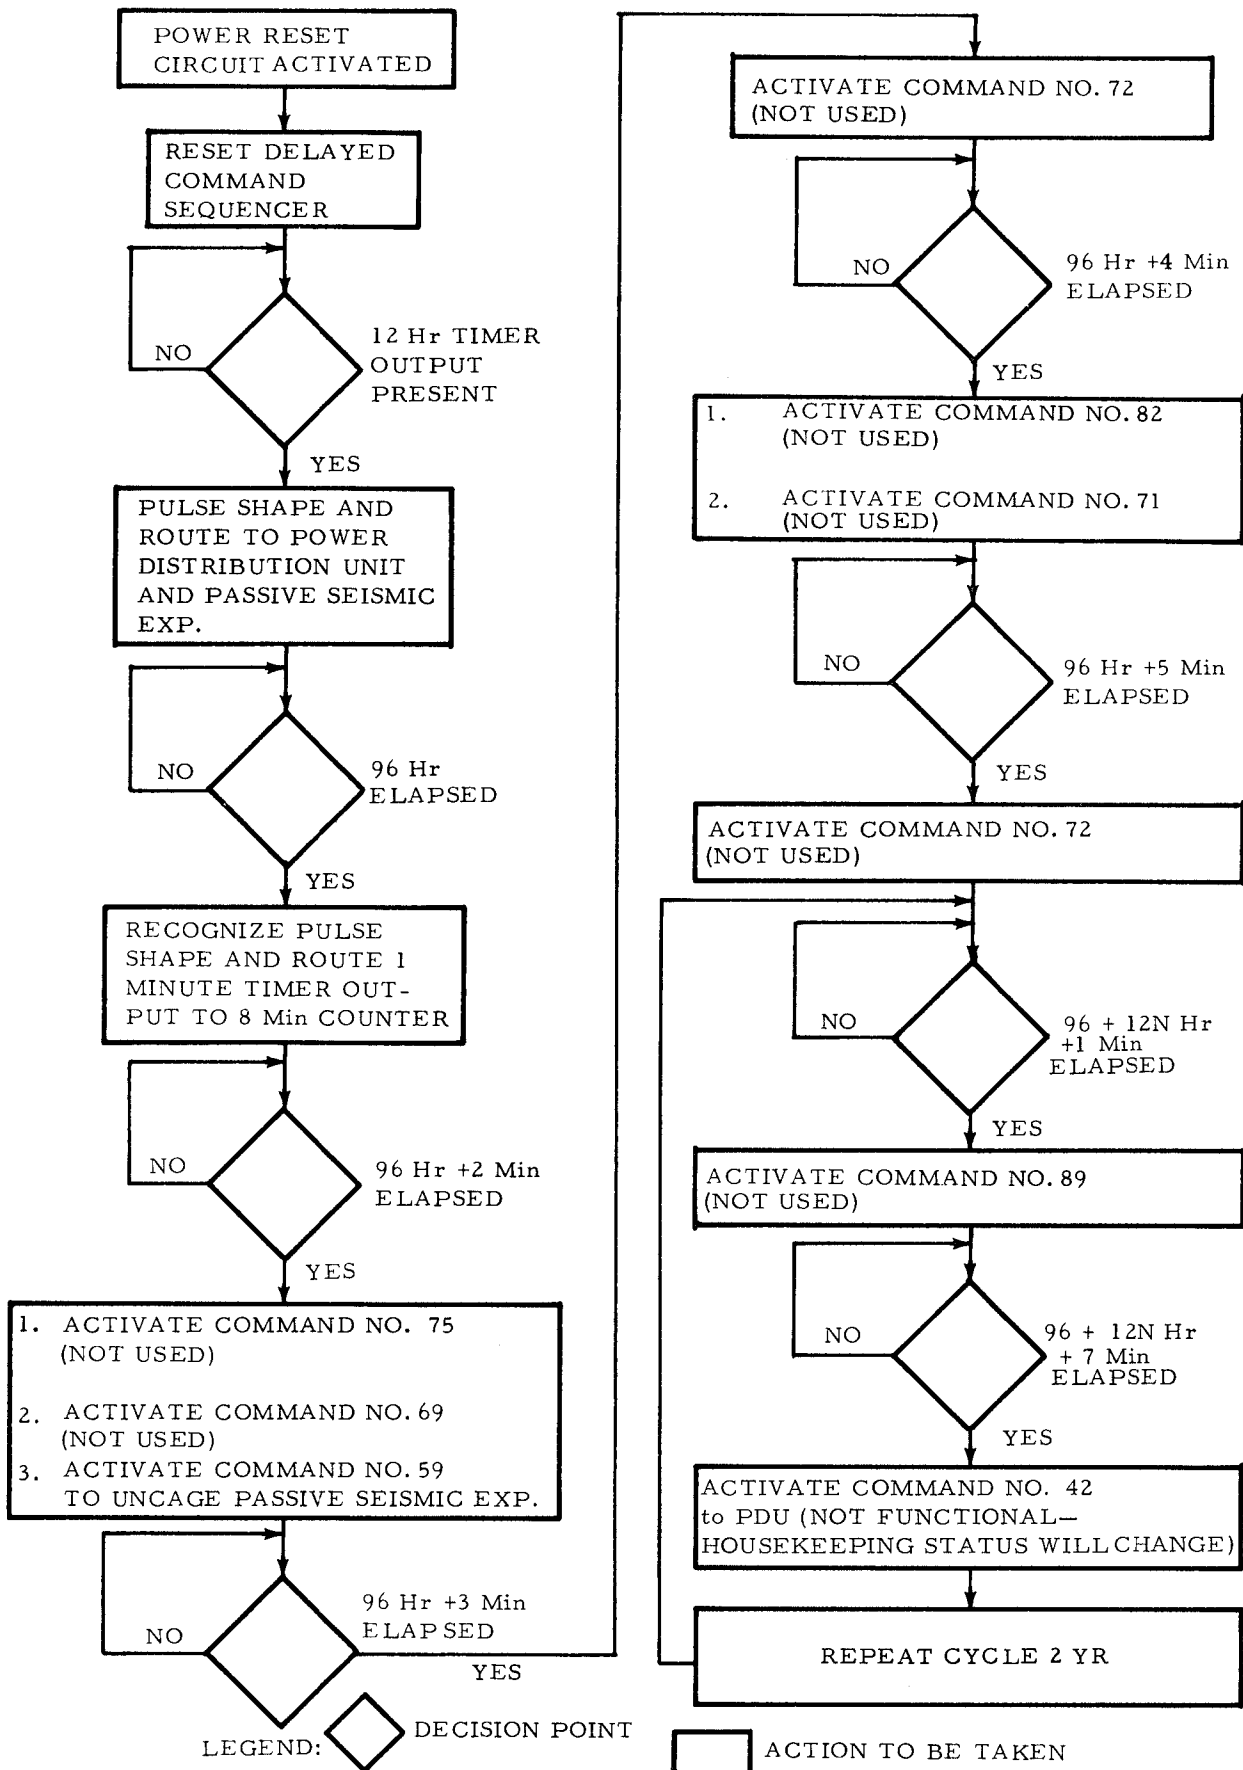 POWER RESET
CIRCUIT ACTIVATED
RESET DELAYED
COMMAND
SEQUENCER
NO
12 Hr TIMER
OUTPUT
PRESENT
YES
PULSE SHAPE AND
ROUTE TO POWER
DISTRIBUTION UNIT
AND PASSIVE SEISMIC
EXP.
NO
96 Hr
ELAPSED
YES
RECOGNIZE PULSE
SHAPE AND ROUTE 1
MINUTE TIMER OUT-
PUT TO 8 Min COUNTER
NO
96 Hr +2 Min
ELAPSED
YES
1. ACTIVATE COMMAND NO. 75
(NOT USED)
2. ACTIVATE COMMAND NO. 69
(NOT USED)
3. ACTIVATE COMMAND NO. 59
TO UNCAGE PASSIVE SEISMIC EXP.
NO
96 Hr +3 Min
ELAPSED
YES
ACTIVATE COMMAND NO. 72
(NOT USED)
NO
96 Hr +4 Min
ELAPSED
YES
1. ACTIVATE COMMAND NO. 82
(NOT USED)
2. ACTIVATE COMMAND NO. 71
(NOT USED)
NO
96 Hr +5 Min
ELAPSED
YES
ACTIVATE COMMAND NO. 72
(NOT USED)
NO
96 + 12N Hr
+1 Min
ELAPSED
YES
ACTIVATE COMMAND NO. 89
(NOT USED)
NO
96 + 12N Hr
+ 7 Min
ELAPSED
YES
ACTIVATE COMMAND NO. 42
to PDU (NOT FUNCTIONAL—
HOUSEKEEPING STATUS WILL CHANGE)
REPEAT CYCLE 2 YR
LEGEND: DECISION POINT
ACTION TO BE TAKEN